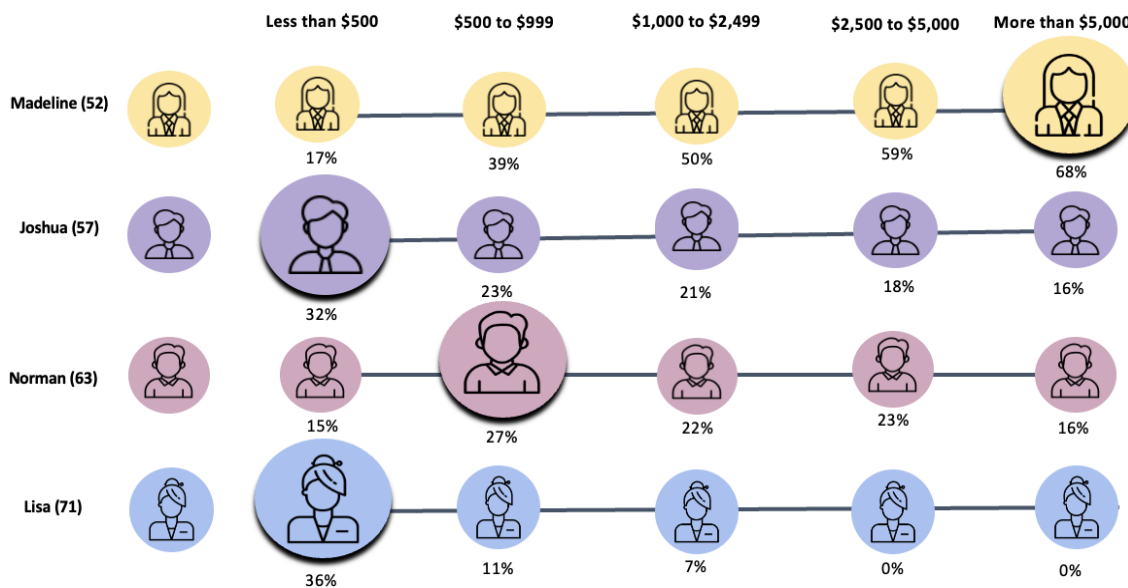 Less than $500 $500 to $999 $1,000 to $2,499 $2,500 to $5,000 More than $5,000
Madeline (52)
17% 39% 50% 59% 68%
Joshua (57)
32% 23% 21% 18% 16%
Norman (63)
15% 27% 22% 23% 16%
Lisa (71)
36% 11% 7% 0% 0%